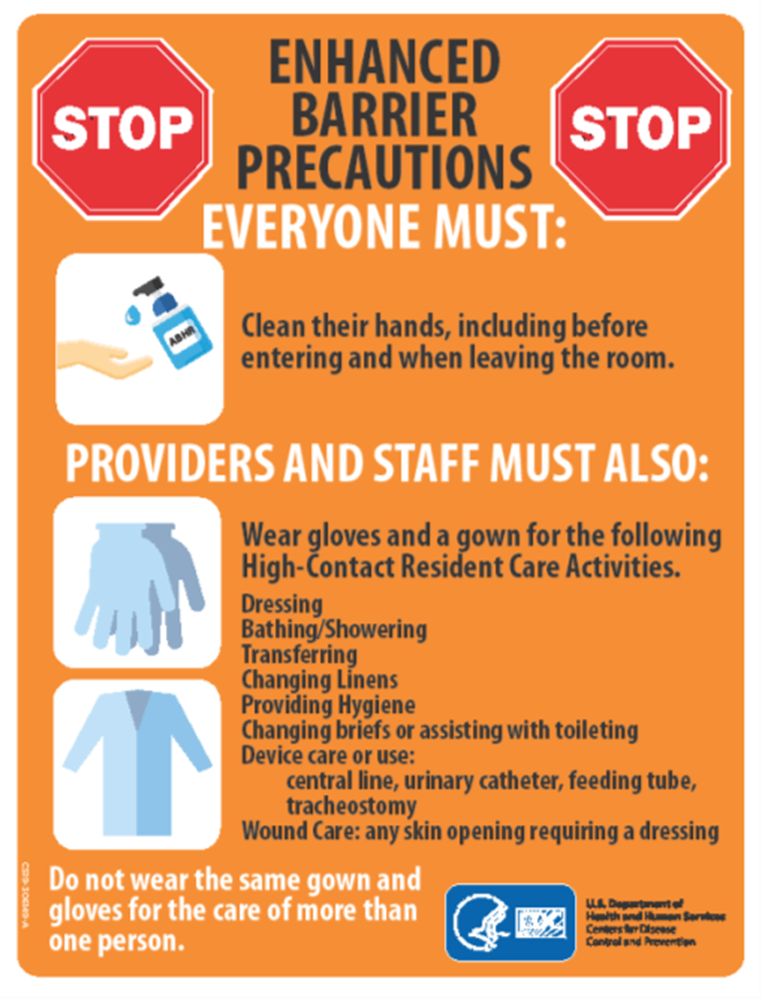 STOP
ENHANCED
BARRIER
PRECAUTIONS
STOP
EVERYONE MUST:
ABHR
Clean their hands, including before
entering and when leaving the room.
PROVIDERS AND STAFF MUST ALSO:
Wear gloves and a gown for the following
High-Contact Resident Care Activities.
Dressing
Bathing/Showering
Transferring
Changing Linens
Providing Hygiene
Changing briefs or assisting with toileting
Device care or use:
central line, urinary catheter, feeding tube,
tracheostomy
Wound Care: any skin opening requiring a dressing
Do not wear the same gown and
gloves for the care of more than
one person.
U.S. Department of
Health and Human Services
Centers for Disease
Control and Prevention